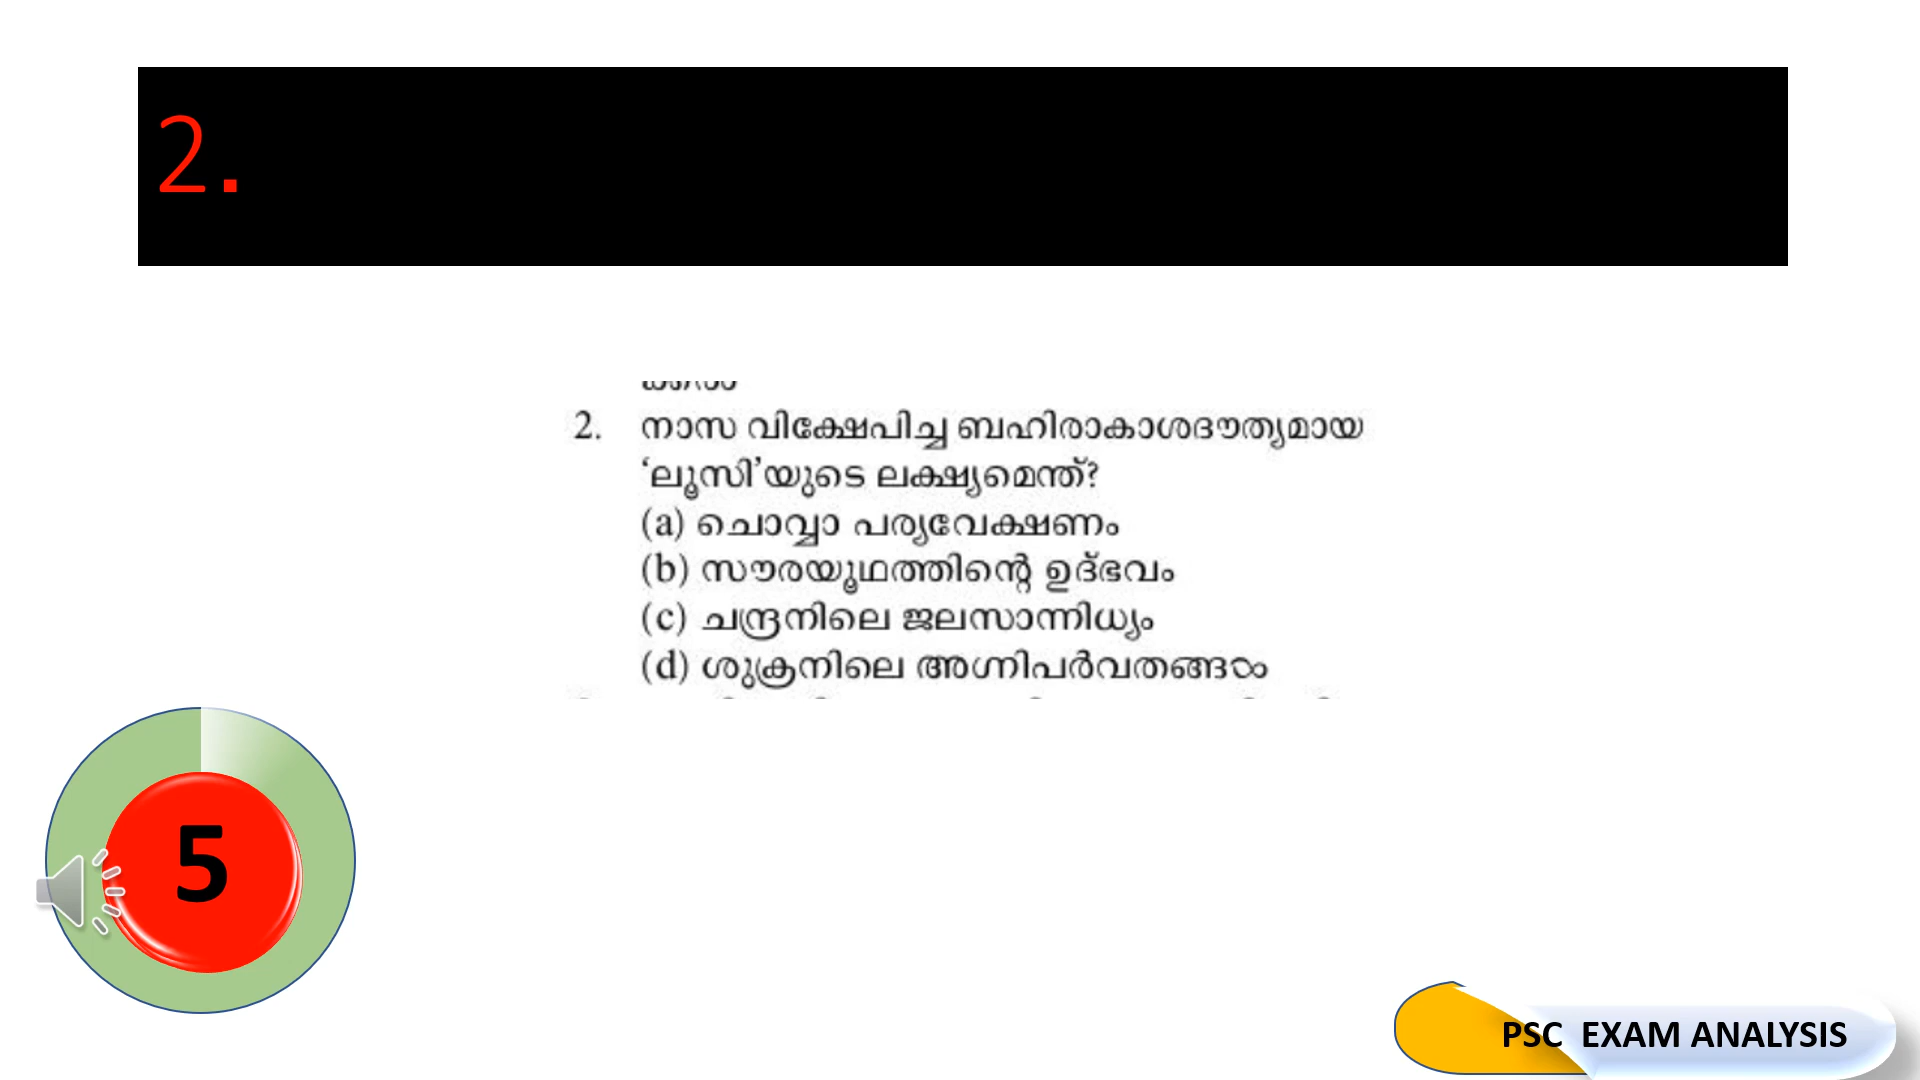 2.
2. നാസ വിക്ഷേപിച്ച ബഹിരാകാശദൗത്യമായ
‘ലൂസി’യുടെ ലക്ഷ്യമെന്ത്?
(a) ചൊവ്വാ പര്യവേക്ഷണം
(b) സൗരയൂഥത്തിന്റെ ഉദ്ഭവം
(c) ചന്ദ്രനിലെ ജലസാന്നിധ്യം
(d) ശുക്രനിലെ അഗ്നിപർവതങ്ങൾ
5
PSC EXAM ANALYSIS